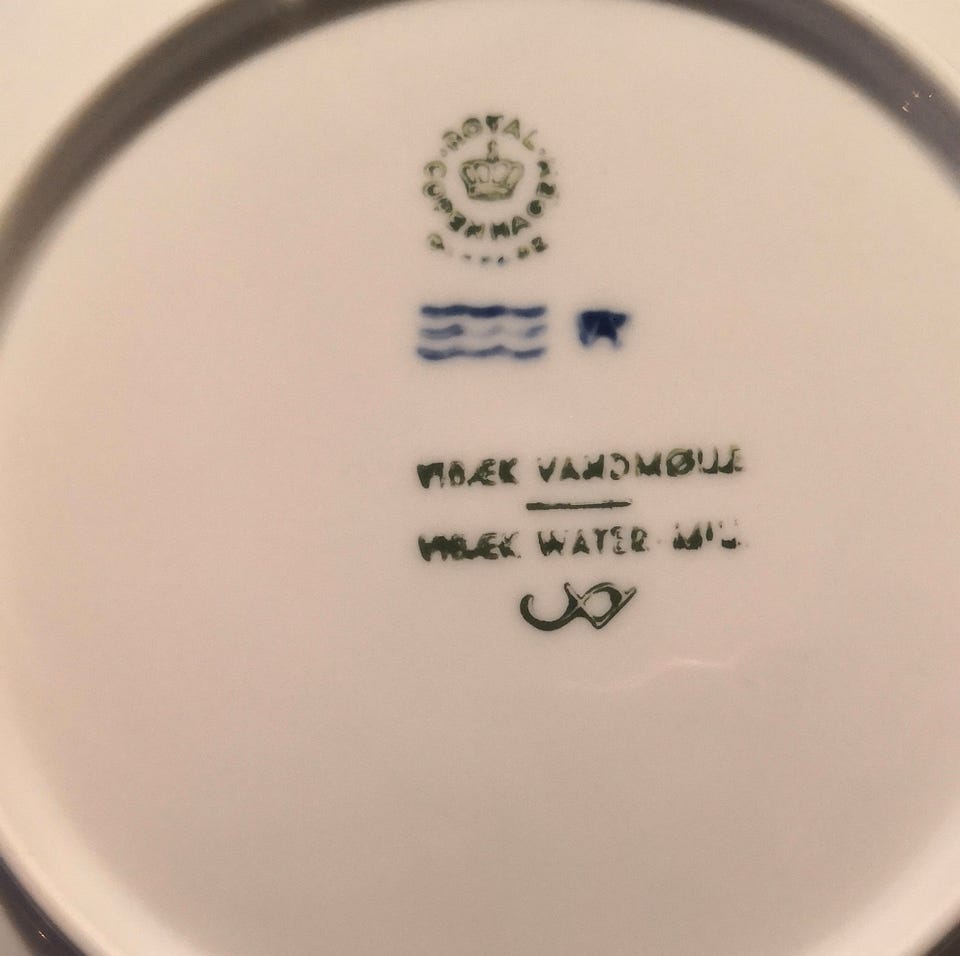 ROYAL
COPENHAGEN
VIBÆK VANDMØLLE
VIBÆK WATER-MILL